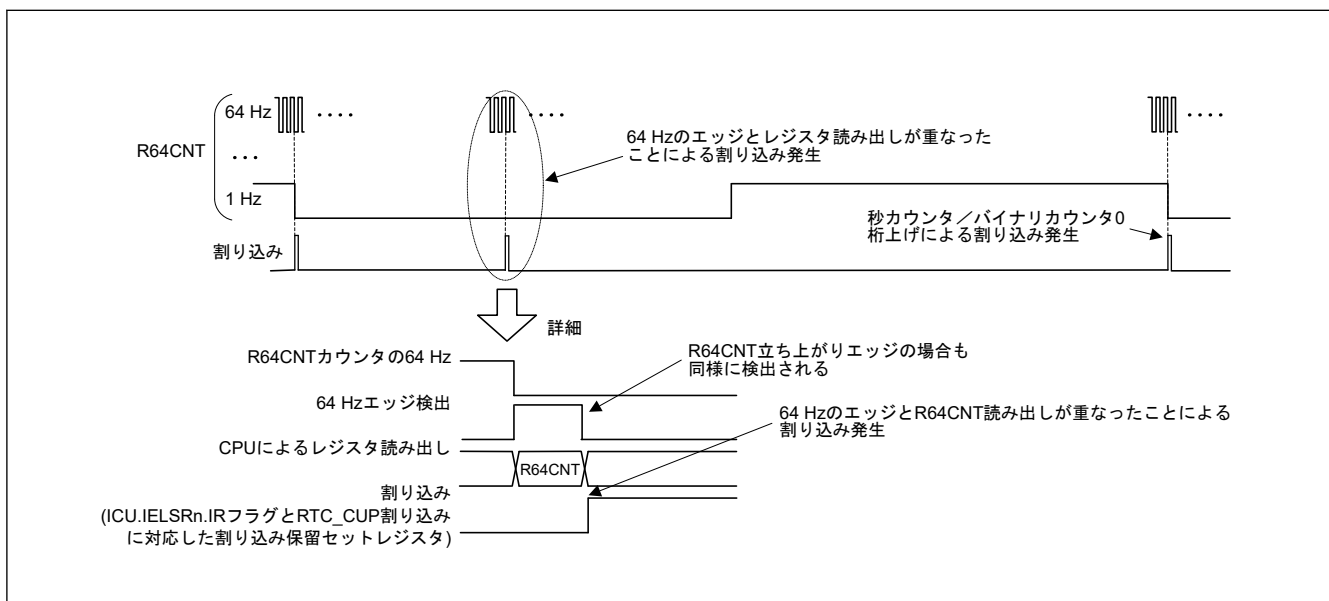 64 Hz
R64CNT
1 Hz
割り込み
64 Hzのエッジとレジスタ読み出しが重なった
ことによる割り込み発生
秒カウンタ／バイナリカウンタ0
桁上げによる割り込み発生
詳細
R64CNTカウンタの64 Hz
R64CNT立ち上がりエッジの場合も
同様に検出される
64 Hzエッジ検出
64 HzのエッジとR64CNT読み出しが重なったことによる
割り込み発生
CPUによるレジスタ読み出し
R64CNT
割り込み
(ICU.IELSRn.IRフラグとRTC_CUP割り込み
に対応した割り込み保留セットレジスタ)